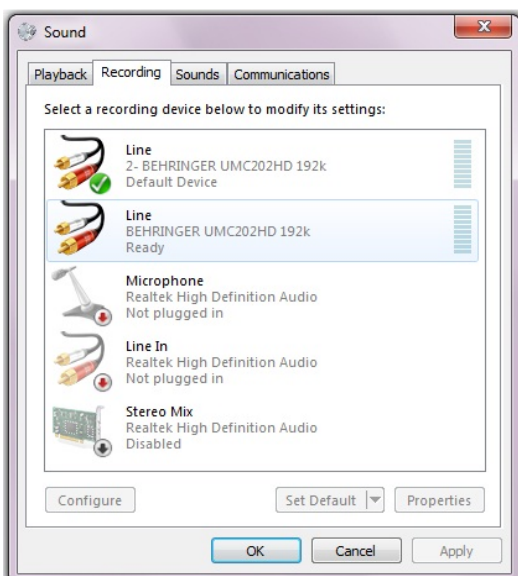 Sound
Playback Recording Sounds Communications
Select a recording device below to modify its settings:
Line
2- BEHRINGER UMC202HD 192k
Default Device
Line
BEHRINGER UMC202HD 192k
Ready
Microphone
Realtek High Definition Audio
Not plugged in
Line In
Realtek High Definition Audio
Not plugged in
Stereo Mix
Realtek High Definition Audio
Disabled
Configure Set Default Properties
OK Cancel Apply